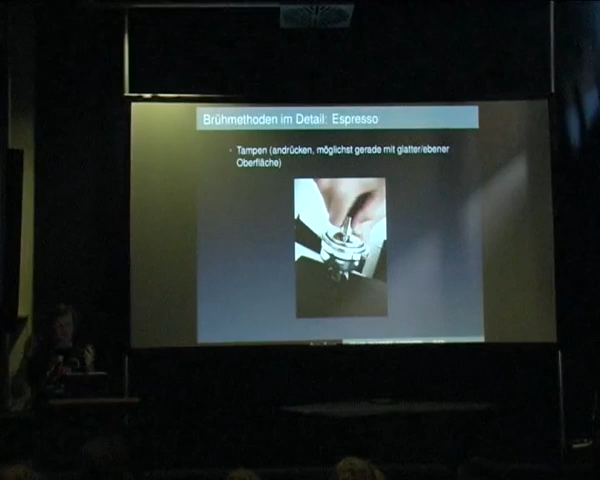 Brühmethoden im Detail: Espresso
Tampen (andrücken, möglichst gerade mit glatter/ebener
Oberfläche)